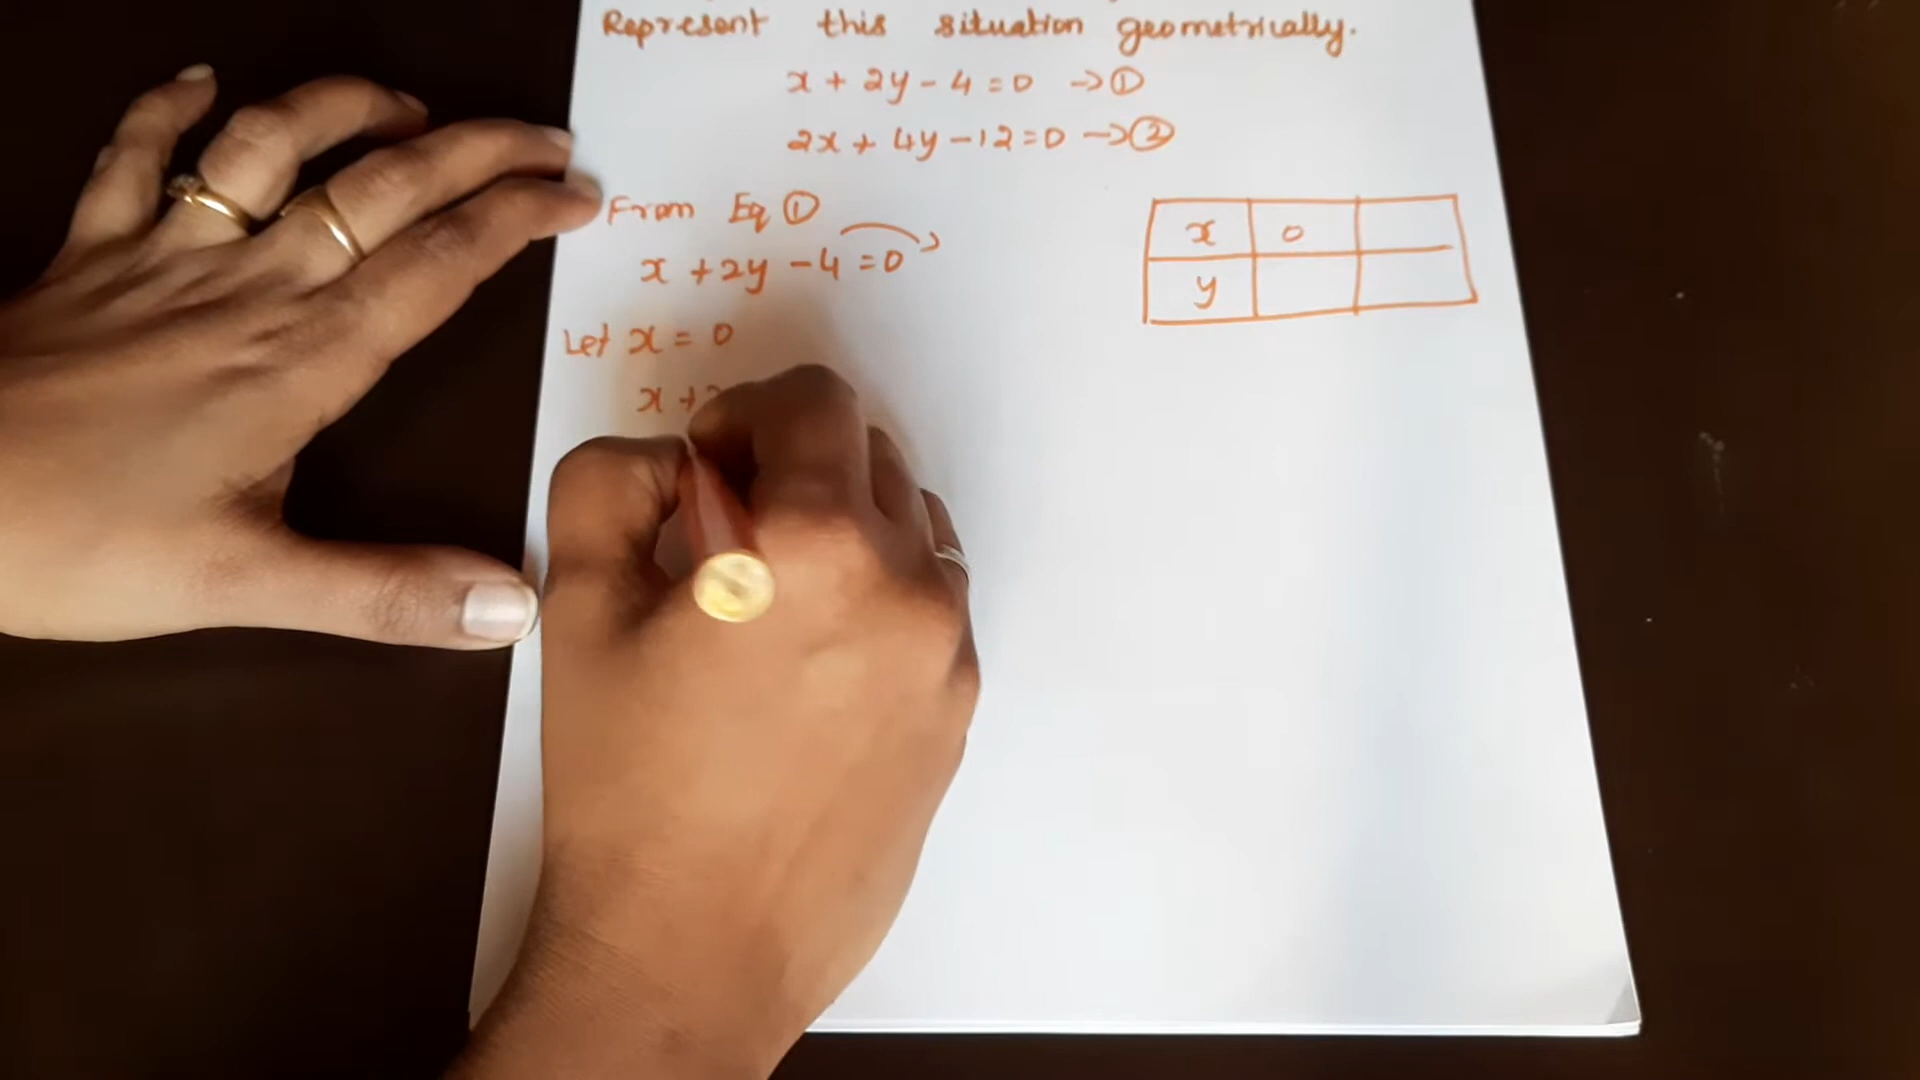 Represent this situation geometrically.
x + 2y - 4 = 0 → ①
2x + 4y - 12 = 0 → ②
From Eq ①
x + 2y - 4 = 0
x 0
y
Let x = 0
x + 2